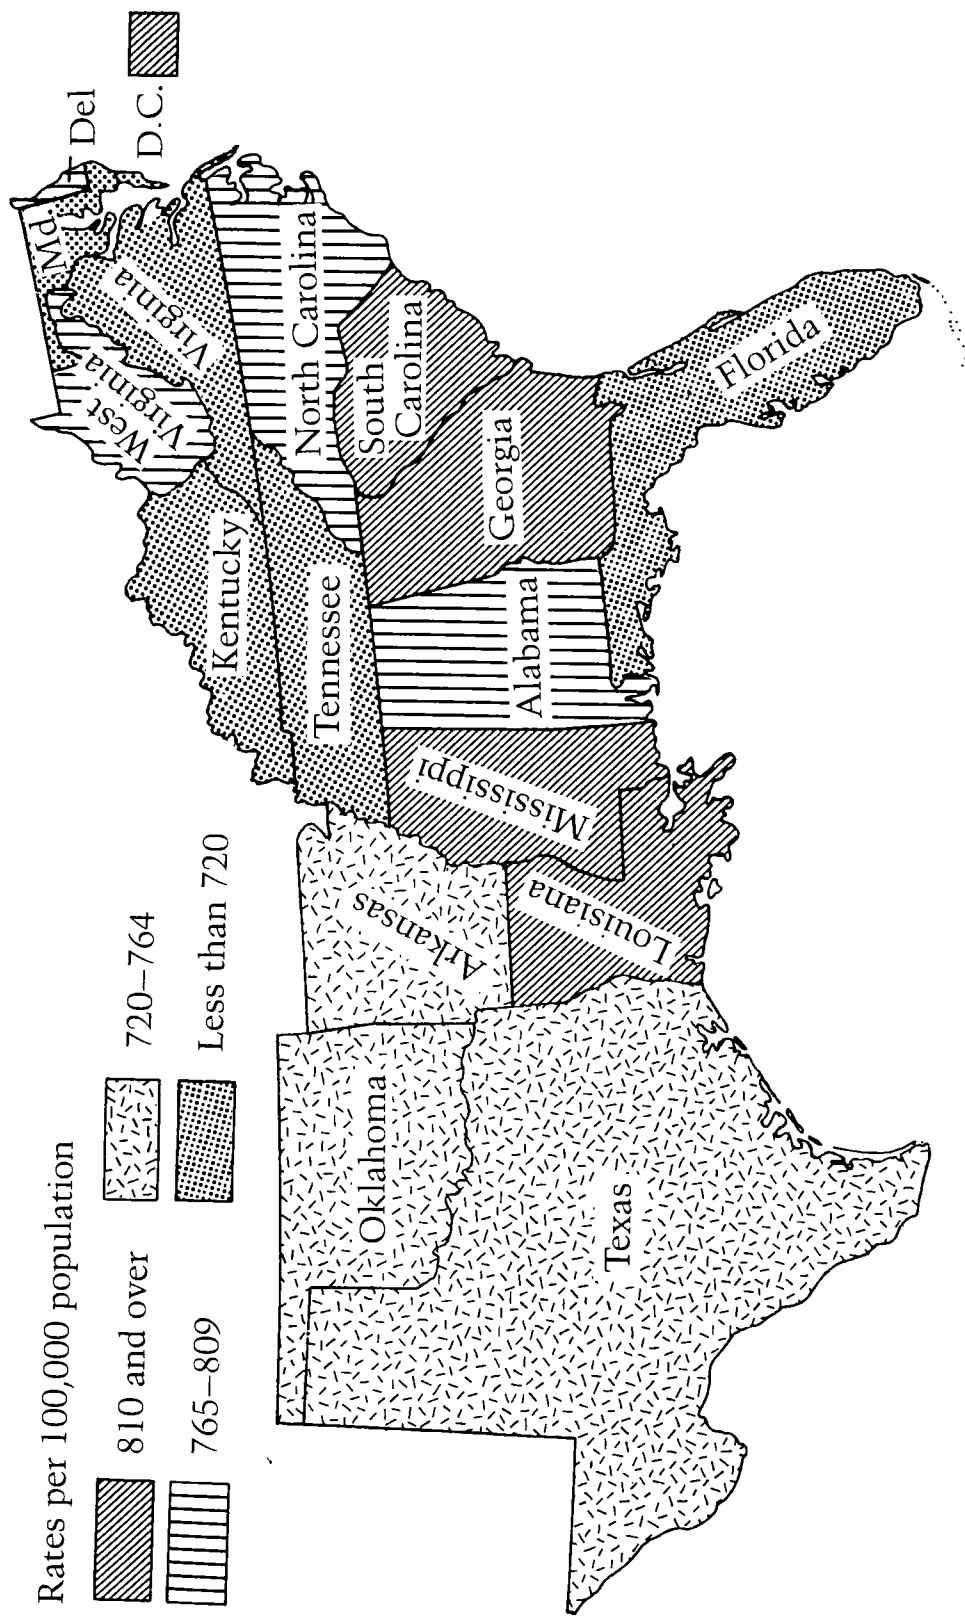 Rates per 100,000 population
810 and over
720–764
765–809
Less than 720
Md.
Del
D.C.
West
Virginia
Virginia
Kentucky
North Carolina
Tennessee
South
Carolina
Oklahoma
Arkansas
Mississippi
Alabama
Georgia
Texas
Louisiana
Florida